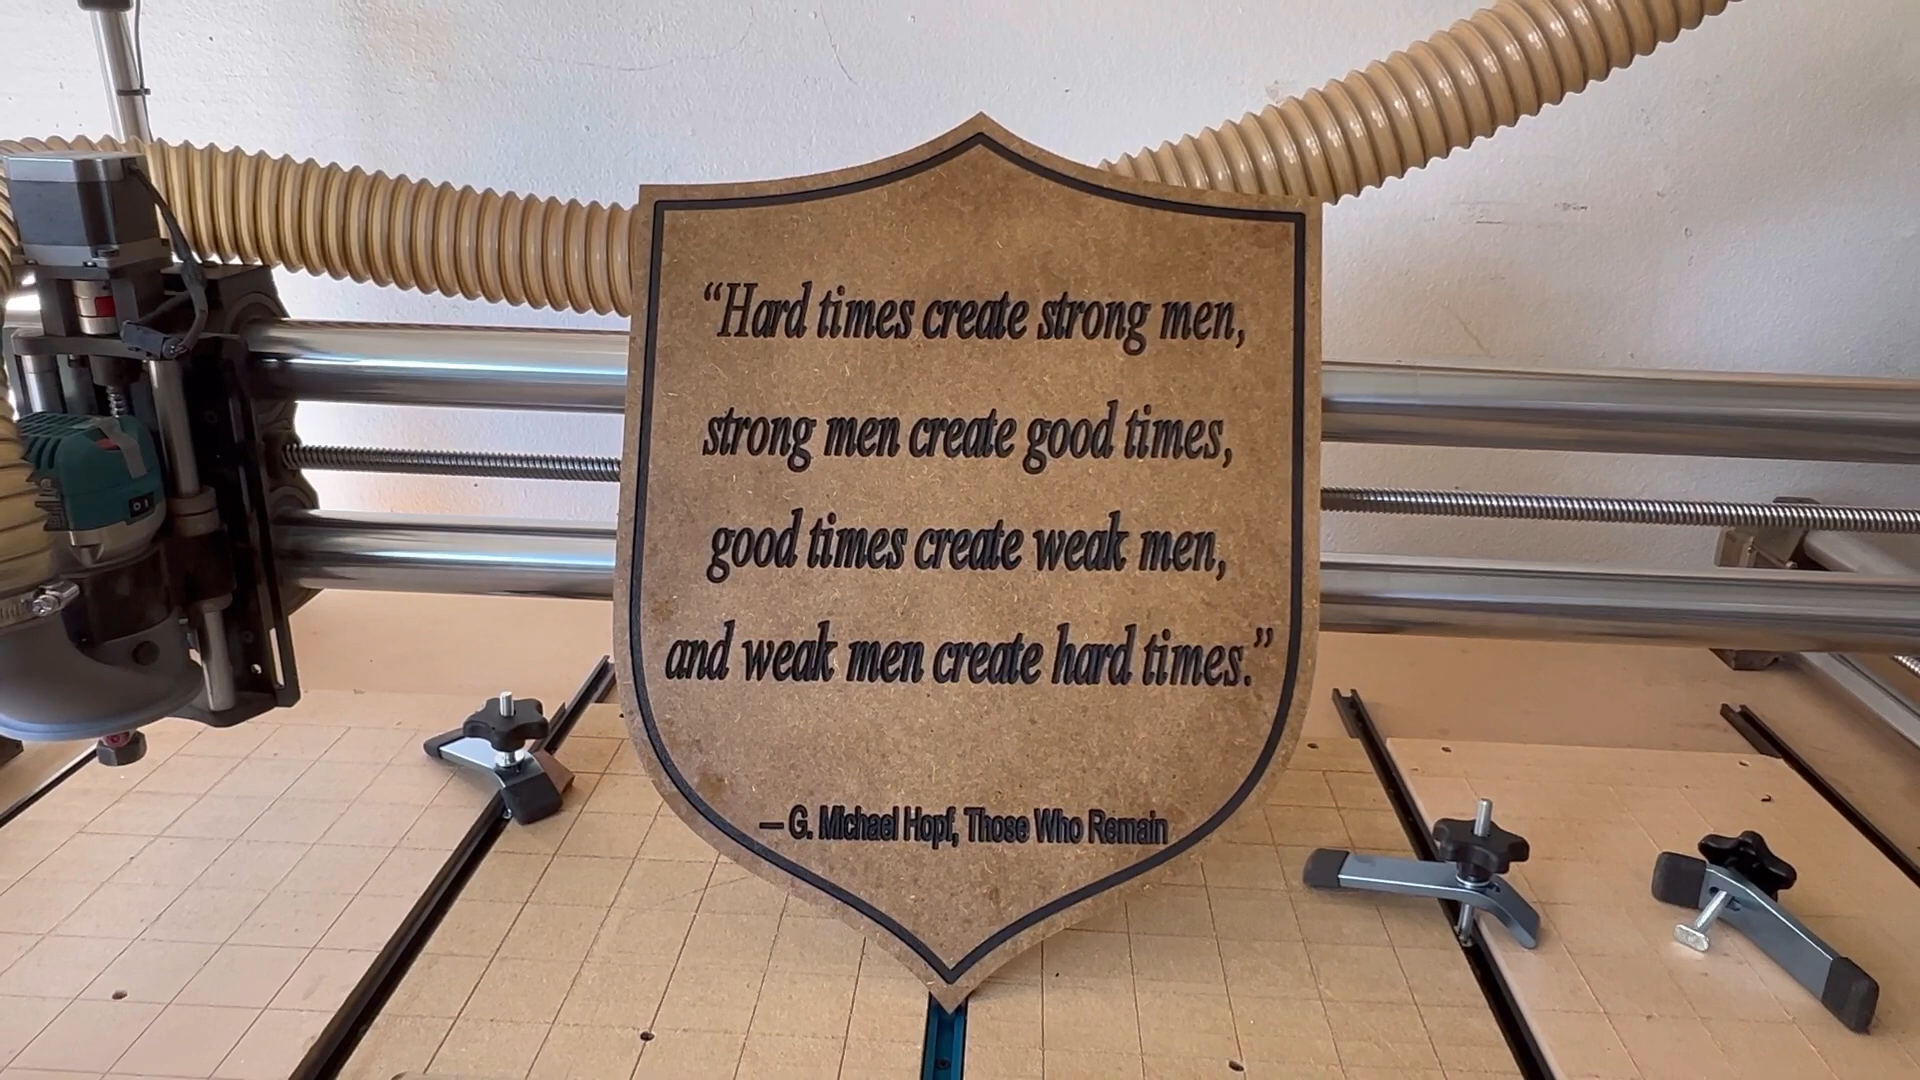 “Hard times create strong men,
strong men create good times,
good times create weak men,
and weak men create hard times.”
— G. Michael Hopf, Those Who Remain